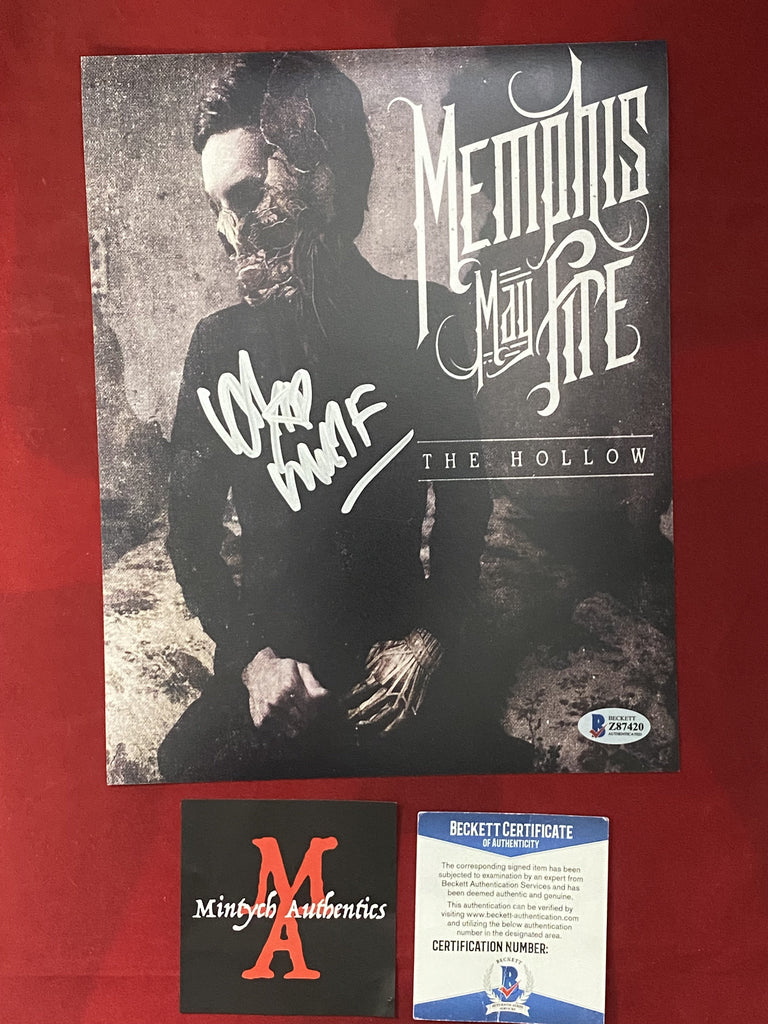 MEMPHIS
MAY FIRE
THE HOLLOW
BECKETT
Z87420
AUTHENTICATED
MA
Mintych Authentics
BECKETT CERTIFICATE
OF AUTHENTICITY
The corresponding signed item has been
subjected to examination by an expert from
Beckett Authentication Services and has
been deemed authentic and genuine.
This authentication can be verified by
visiting www.beckett-authentication.com
and utilizing the below authentication
number in the designated area.
CERTIFICATION NUMBER:
BECKETT
B